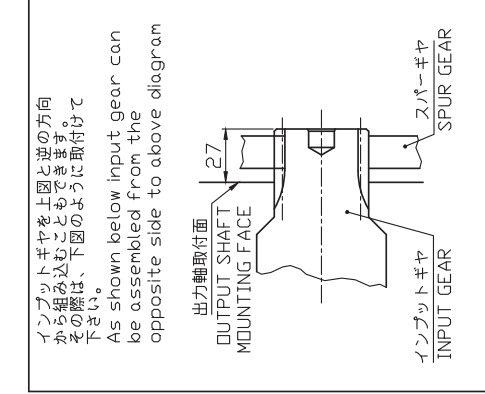 インプットギヤを上図と逆の方向
から組み込むこともできます。
その際は、下図のように取付けて
下さい。
As shown below input gear can
be assembled from the
opposite side to above diagram
出力軸取付面
OUTPUT SHAFT
MOUNTING FACE
27
インプットギヤ
INPUT GEAR
スパーギヤ
SPUR GEAR